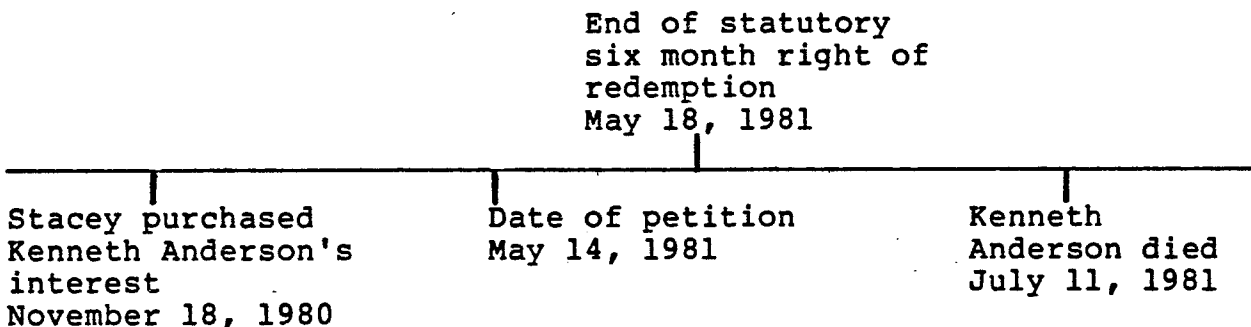 End of statutory
six month right of
redemption
May 18, 1981
Stacey purchased
Kenneth Anderson's
interest
November 18, 1980
Date of petition
May 14, 1981
Kenneth
Anderson died
July 11, 1981